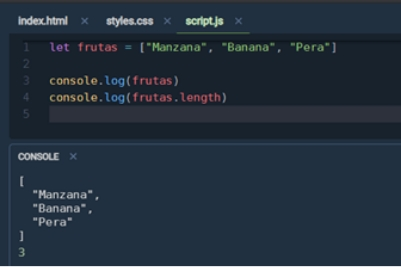 index.html × styles.css × script.js ×
1 let frutas = ["Manzana", "Banana", "Pera"]
2
3 console.log(frutas)
4 console.log(frutas.length)
5
CONSOLE ×
[
"Manzana",
"Banana",
"Pera"
]
3